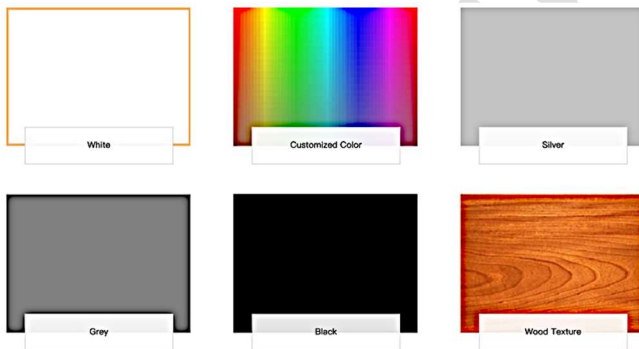 White
Customized Color
Silver
Grey
Black
Wood Texture